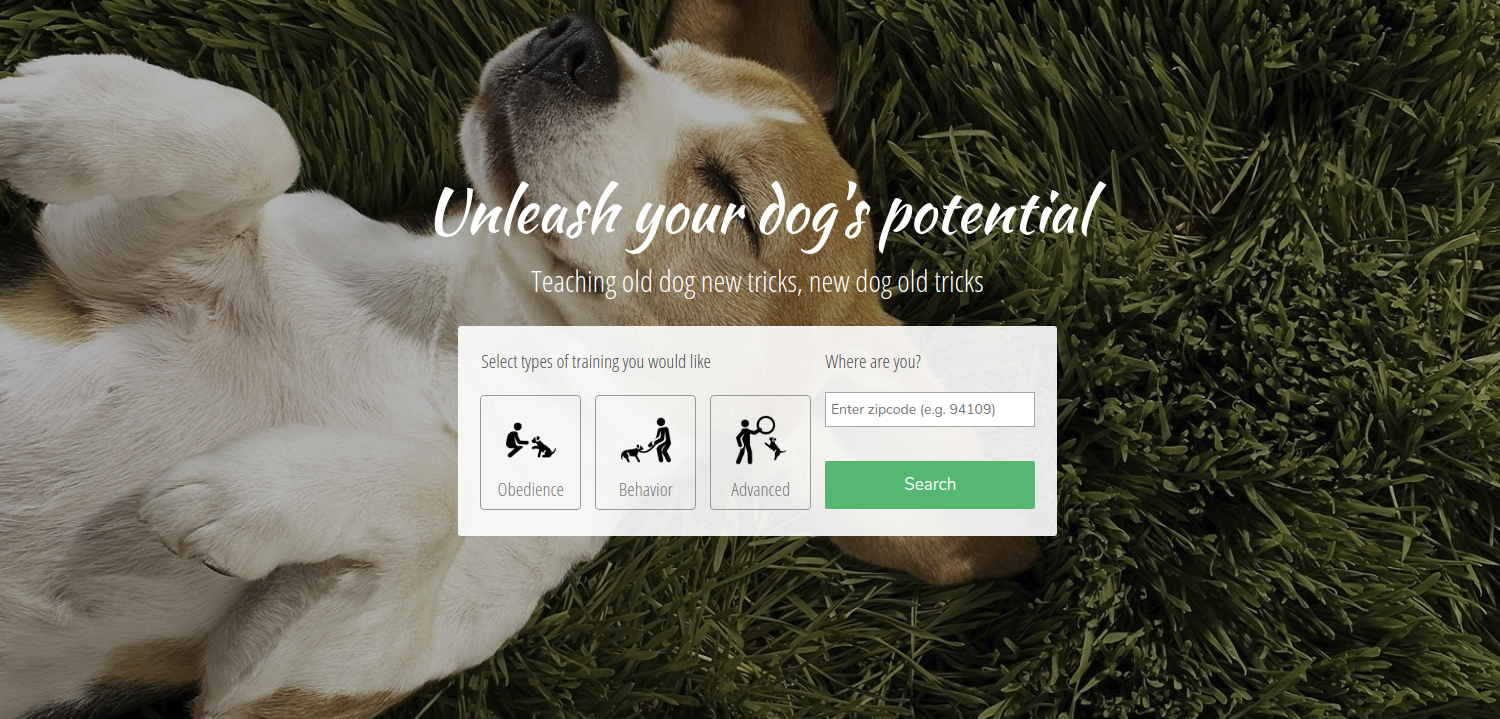 Unleash your dog's potential
Teaching old dog new tricks, new dog old tricks
Select types of training you would like
Where are you?
Enter zipcode (e.g. 94109)
Obedience
Behavior
Advanced
Search